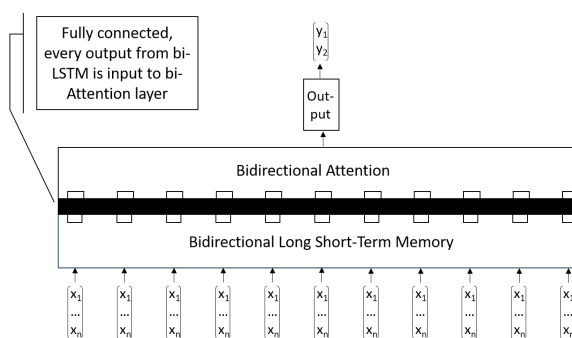 Fully connected,
every output from bi-
LSTM is input to bi-
Attention layer
y₁
y₂
Out-
put
Bidirectional Attention
Bidirectional Long Short-Term Memory
x₁ x₁ x₁ x₁ x₁ x₁ x₁ x₁ x₁ x₁ x₁
... ... ... ... ... ... ... ... ... ... ...
xₙ xₙ xₙ xₙ xₙ xₙ xₙ xₙ xₙ xₙ xₙ